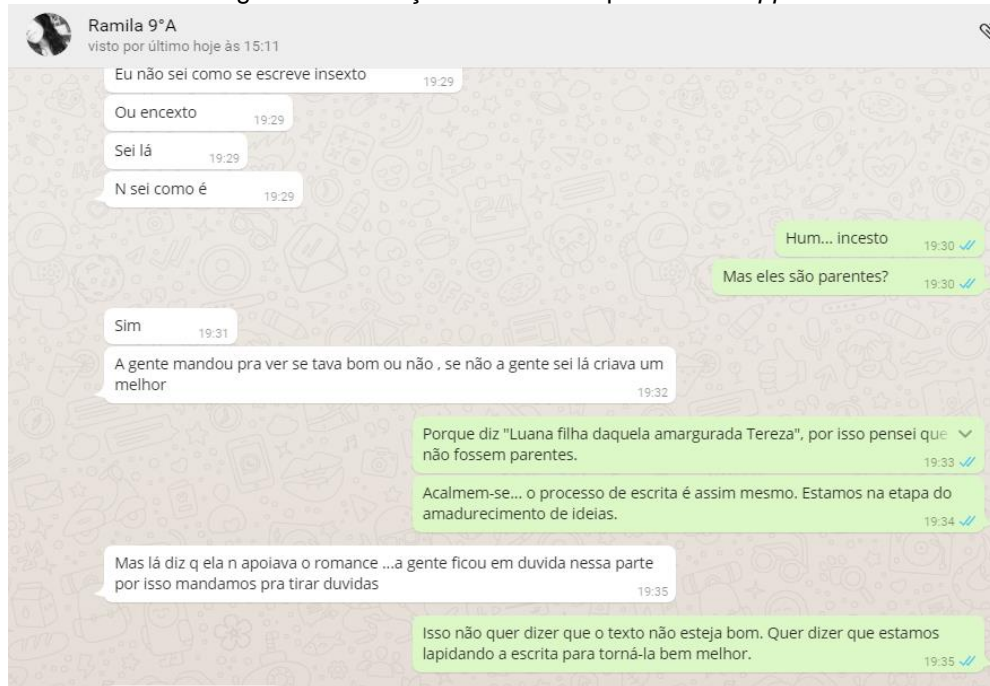 Ramila 9°A
visto por último hoje às 15:11
Eu não sei como se escreve insexto
19:29
Ou encexto
19:29
Sei lá
19:29
N sei como é
19:29
Hum... incesto
19:30
Mas eles são parentes?
19:30
Sim
19:31
A gente mandou pra ver se tava bom ou não , se não a gente sei lá criava um
melhor
19:32
Porque diz "Luana filha daquela amargurada Tereza", por isso pensei que
não fossem parentes.
19:33
Acalmem-se... o processo de escrita é assim mesmo. Estamos na etapa do
amadurecimento de ideias.
19:34
Mas lá diz q ela n apoiava o romance ...a gente ficou em duvida nessa parte
por isso mandamos pra tirar duvidas
19:35
Isso não quer dizer que o texto não esteja bom. Quer dizer que estamos
lapidando a escrita para torná-la bem melhor.
19:35